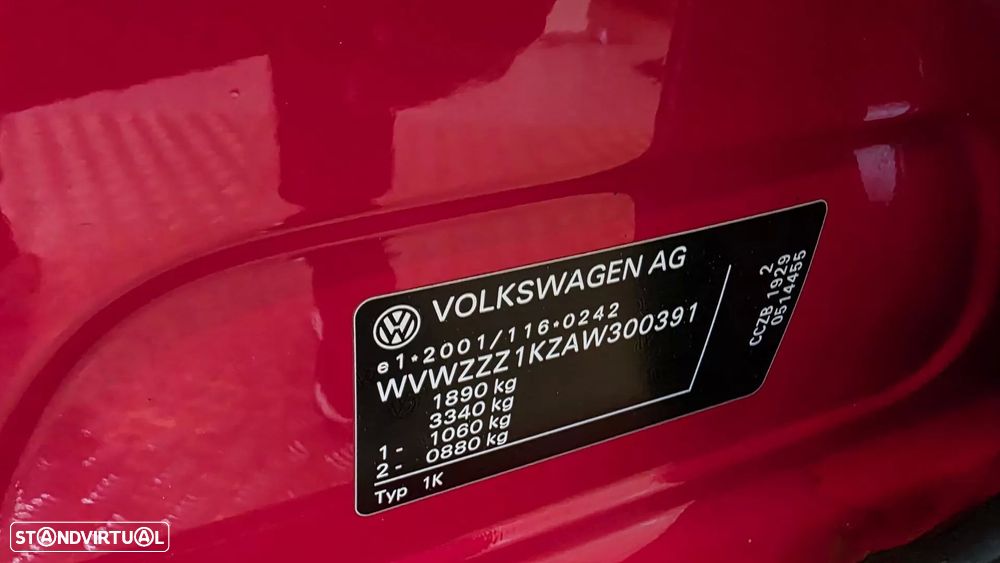 VOLKSWAGEN AG
e1*2001/116*0242
WVWZZZ1KZAW300391
1890 kg
3340 kg
1 - 1060 kg
2 - 0880 kg
Typ 1K
2
CCZB 1929
0514455
STANDVIRTUAL